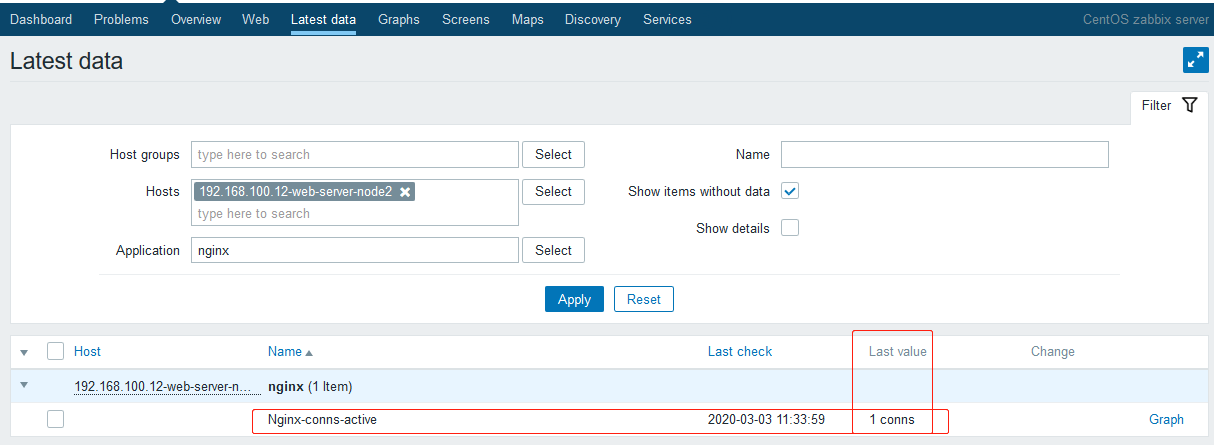 Dashboard Problems Overview Web Latest data Graphs Screens Maps Discovery Services CentOS zabbix server
Latest data
Filter
Host groups type here to search Select Name
Hosts 192.168.100.12-web-server-node2 Select Show items without data
type here to search
Show details
Application nginx Select
Apply Reset
Host Name Last check Last value Change
192.168.100.12-web-server-n... nginx (1 Item)
Nginx-conns-active 2020-03-03 11:33:59 1 conns Graph